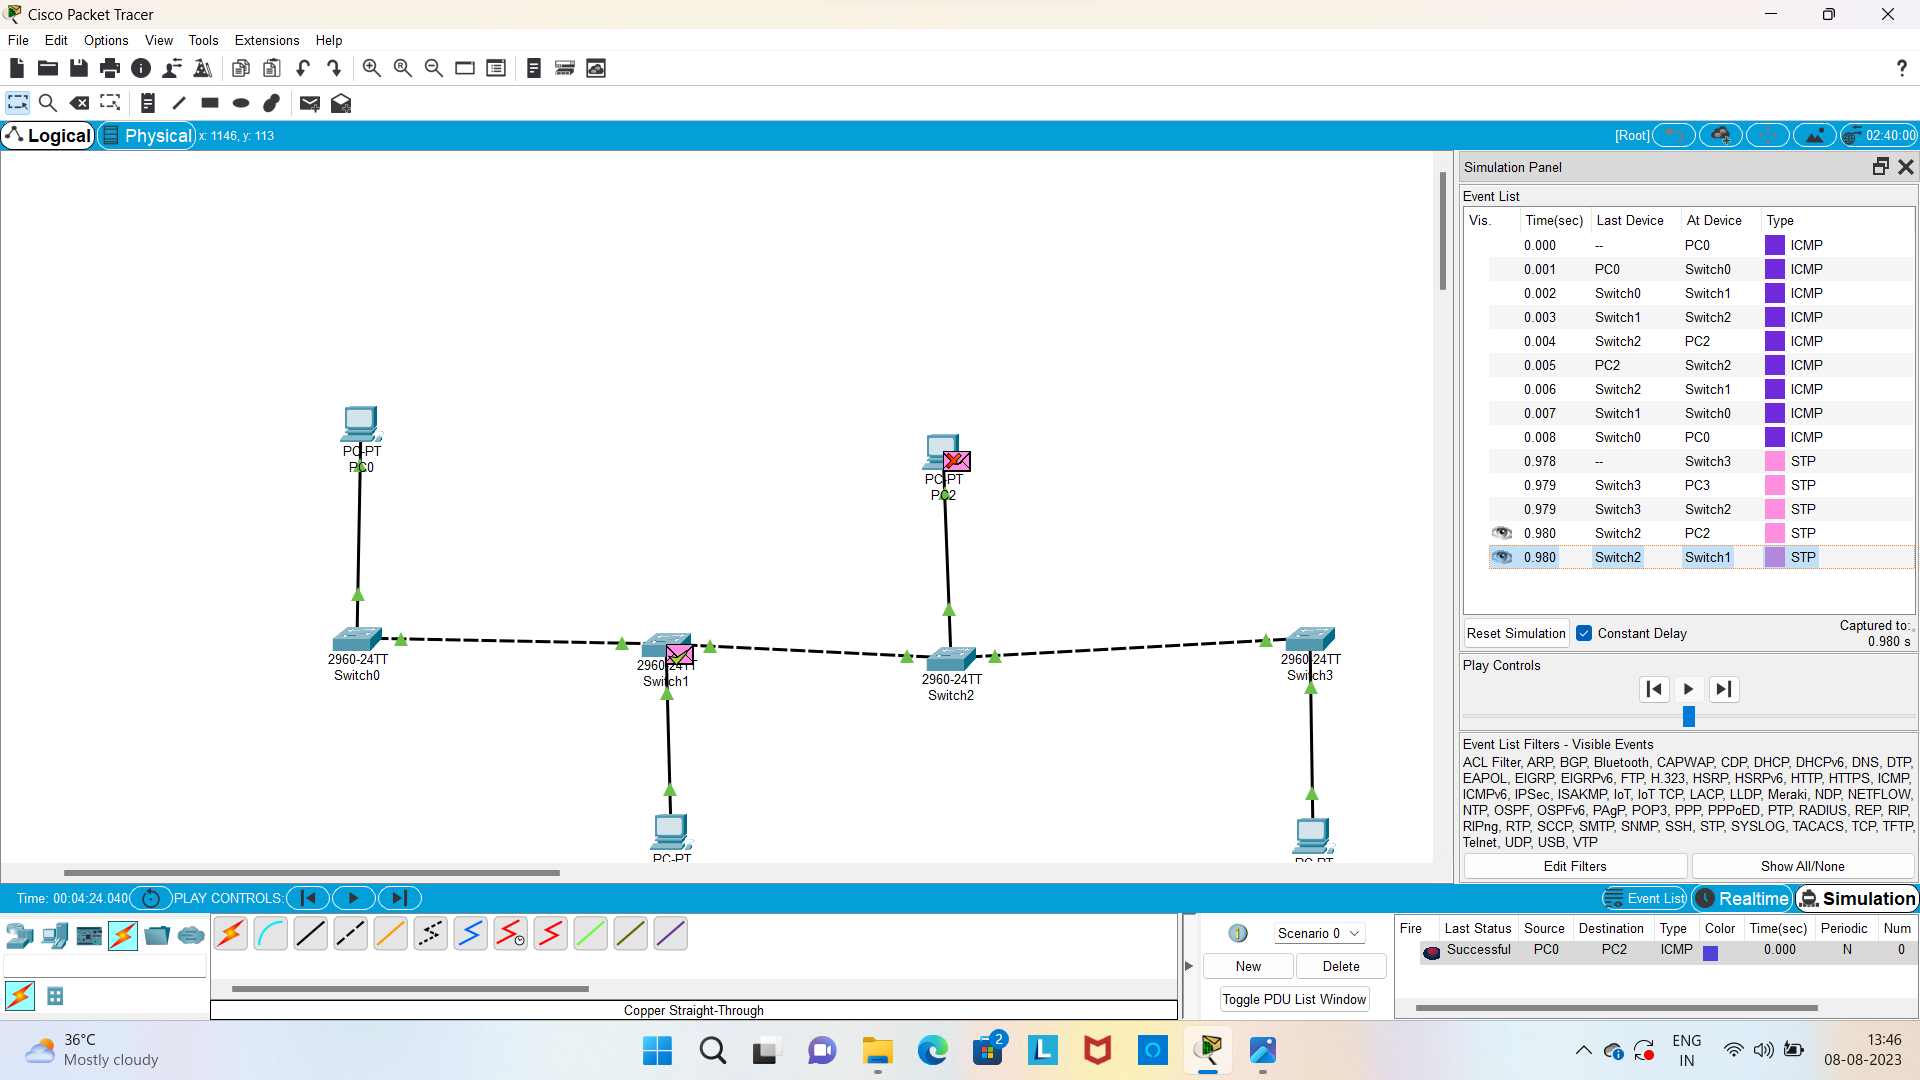 Cisco Packet Tracer
File Edit Options View Tools Extensions Help
Logical Physical x: 1146, y: 113 [Root] 02:40:00
Simulation Panel
Event List
Vis. Time(sec) Last Device At Device Type
0.000 -- PC0 ICMP
0.001 PC0 Switch0 ICMP
0.002 Switch0 Switch1 ICMP
0.003 Switch1 Switch2 ICMP
0.004 Switch2 PC2 ICMP
0.005 PC2 Switch2 ICMP
0.006 Switch2 Switch1 ICMP
0.007 Switch1 Switch0 ICMP
0.008 Switch0 PC0 ICMP
0.978 -- Switch3 STP
0.979 Switch3 PC3 STP
0.979 Switch3 Switch2 STP
0.980 Switch2 PC2 STP
0.980 Switch2 Switch1 STP
Reset Simulation Constant Delay Captured to:
0.980 s
Play Controls
Event List Filters - Visible Events
ACL Filter, ARP, BGP, Bluetooth, CAPWAP, CDP, DHCP, DHCPv6, DNS, DTP,
EAPOL, EIGRP, EIGRPv6, FTP, H.323, HSRP, HSRPv6, HTTP, HTTPS, ICMP,
ICMPv6, IPSec, ISAKMP, IoT, IoT TCP, LACP, LLDP, Meraki, NDP, NETFLOW,
NTP, OSPF, OSPFv6, PAgP, POP3, PPP, PPPoED, PTP, RADIUS, REP, RIP,
RIPng, RTP, SCCP, SMTP, SNMP, SSH, STP, SYSLOG, TACACS, TCP, TFTP,
Telnet, UDP, USB, VTP
Edit Filters Show All/None
PC-PT
PC0
PC-PT
PC2
2960-24TT
Switch0
2960-24TT
Switch1
2960-24TT
Switch2
2960-24TT
Switch3
PC-PT
PC-PT
Time: 00:04:24.040 PLAY CONTROLS: Event List Realtime Simulation
Scenario 0
New Delete
Toggle PDU List Window
Fire Last Status Source Destination Type Color Time(sec) Periodic Num
Successful PC0 PC2 ICMP 0.000 N 0
Copper Straight-Through
36°C
Mostly cloudy
2
ENG
IN
13:46
08-08-2023